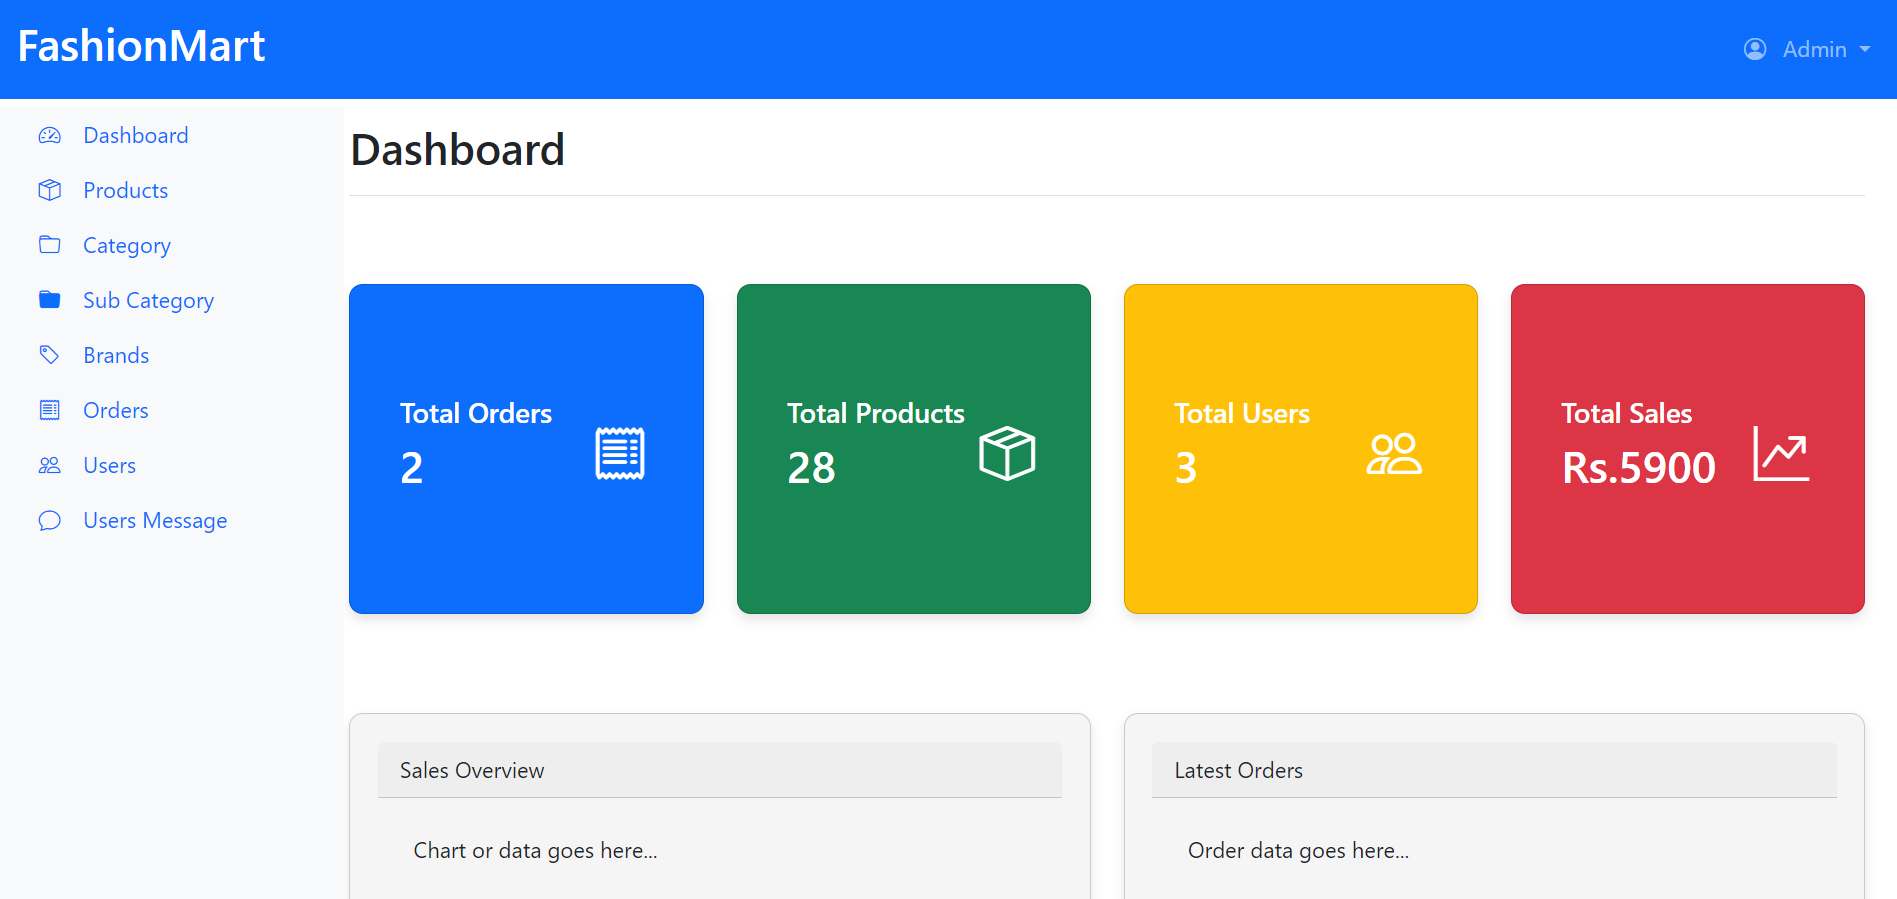 FashionMart
Admin
Dashboard
Products
Category
Sub Category
Brands
Orders
Users
Users Message
Dashboard
Total Orders
2
Total Products
28
Total Users
3
Total Sales
Rs.5900
Sales Overview
Chart or data goes here...
Latest Orders
Order data goes here...